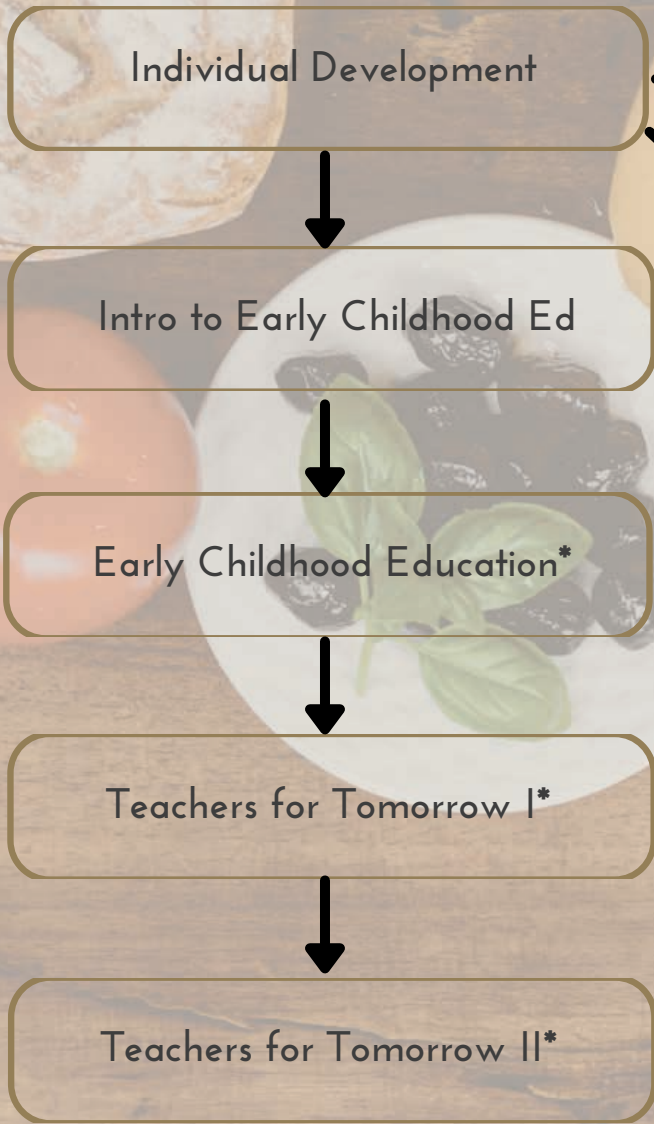 Individual Development
Intro to Early Childhood Ed
Early Childhood Education*
Teachers for Tomorrow I*
Teachers for Tomorrow II*